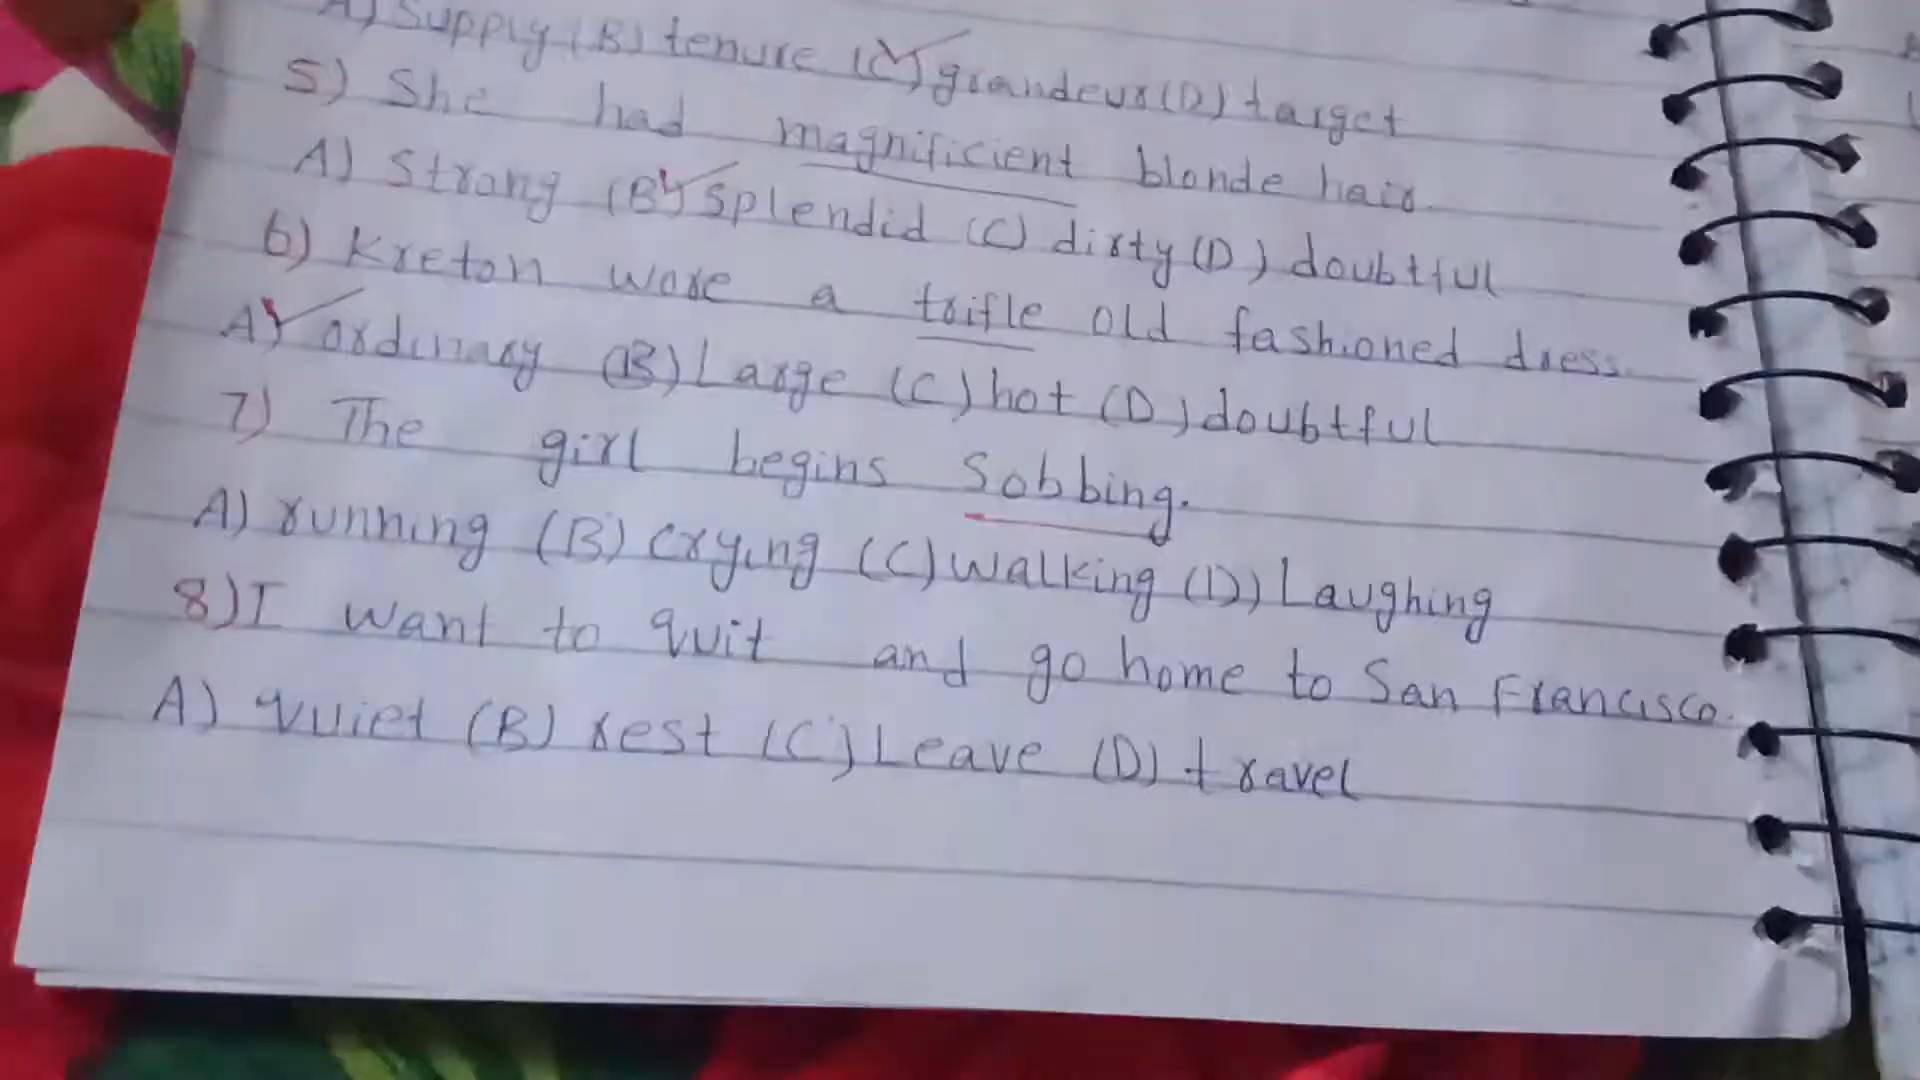 A) Supply (B) tenure (C) grandeur (D) target
5) She had magnificient blonde hair.
A) Strong (B) Splendid (C) dirty (D) doubtful
6) Kreton wore a trifle old fashioned dress.
A) ordinary (B) Large (C) hot (D) doubtful
7) The girl begins Sobbing.
A) running (B) crying (C) walking (D) Laughing
8) I want to quit and go home to San Francisco.
A) quiet (B) rest (C) Leave (D) travel